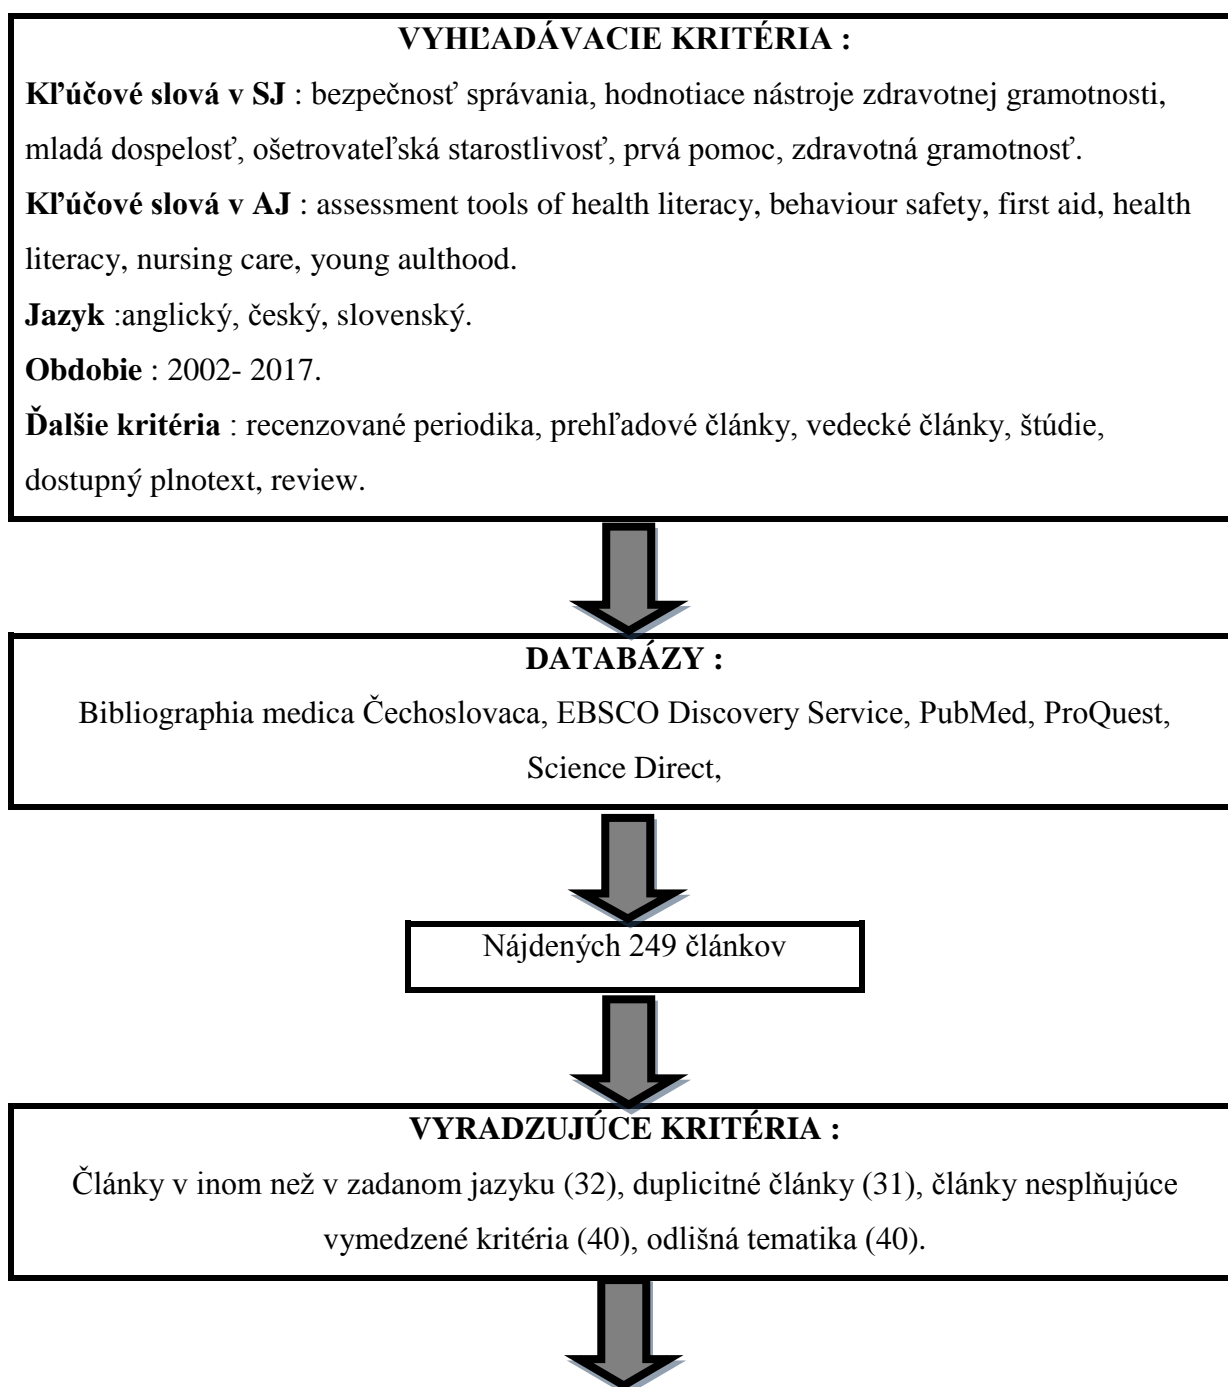 VYHĽADÁVACIE KRITÉRIA :
Kľúčové slová v SJ : bezpečnosť správania, hodnotiace nástroje zdravotnej gramotnosti,
mladá dospelosť, ošetrovateľská starostlivosť, prvá pomoc, zdravotná gramotnosť.
Kľúčové slová v AJ : assessment tools of health literacy, behaviour safety, first aid, health
literacy, nursing care, young aulthood.
Jazyk :anglický, český, slovenský.
Obdobie : 2002- 2017.
Ďalšie kritéria : recenzované periodika, prehľadové články, vedecké články, štúdie,
dostupný plnotext, review.
DATABÁZY :
Bibliographia medica Čechoslovaca, EBSCO Discovery Service, PubMed, ProQuest,
Science Direct,
Nájdených 249 článkov
VYRADZUJÚCE KRITÉRIA :
Články v inom než v zadanom jazyku (32), duplicitné články (31), články nesplňujúce
vymedzené kritéria (40), odlišná tematika (40).